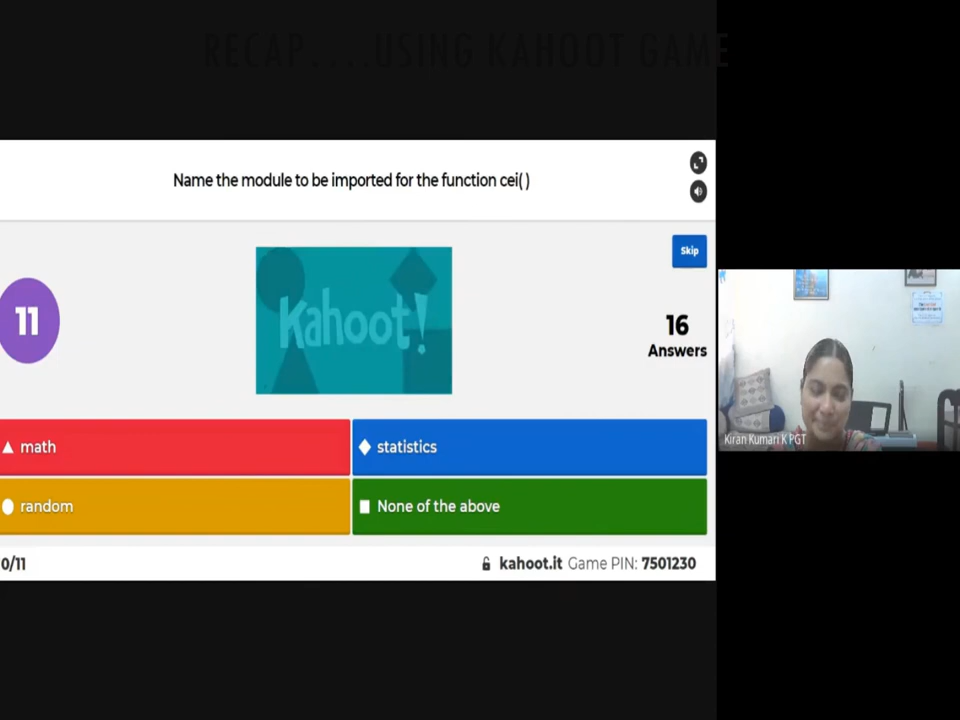 RECAP....USING KAHOOT GAME
Name the module to be imported for the function cei( )
Skip
11
Kahoot!
16
Answers
math
statistics
random
None of the above
0/11
kahoot.it Game PIN: 7501230
Kiran Kumari K PGT